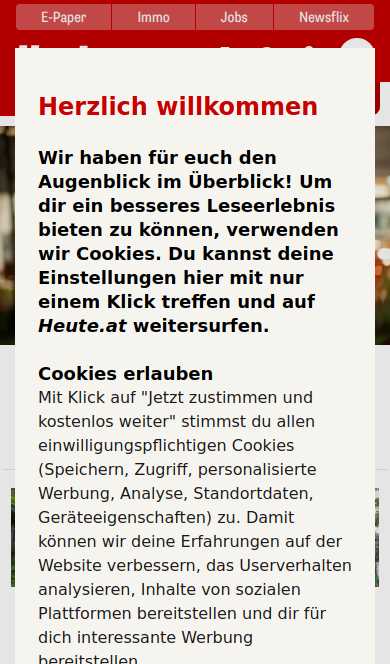 E-Paper
Immo
Jobs
Newsflix
Herzlich willkommen
Wir haben für euch den
Augenblick im Überblick! Um
dir ein besseres Leseerlebnis
bieten zu können, verwenden
wir Cookies. Du kannst deine
Einstellungen hier mit nur
einem Klick treffen und auf
Heute.at weitersurfen.
Cookies erlauben
Mit Klick auf "Jetzt zustimmen und
kostenlos weiter" stimmst du allen
einwilligungspflichtigen Cookies
(Speichern, Zugriff, personalisierte
Werbung, Analyse, Standortdaten,
Geräteeigenschaften) zu. Damit
können wir deine Erfahrungen auf der
Website verbessern, das Userverhalten
analysieren, Inhalte von sozialen
Plattformen bereitstellen und dir für
dich interessante Werbung
bereitstellen